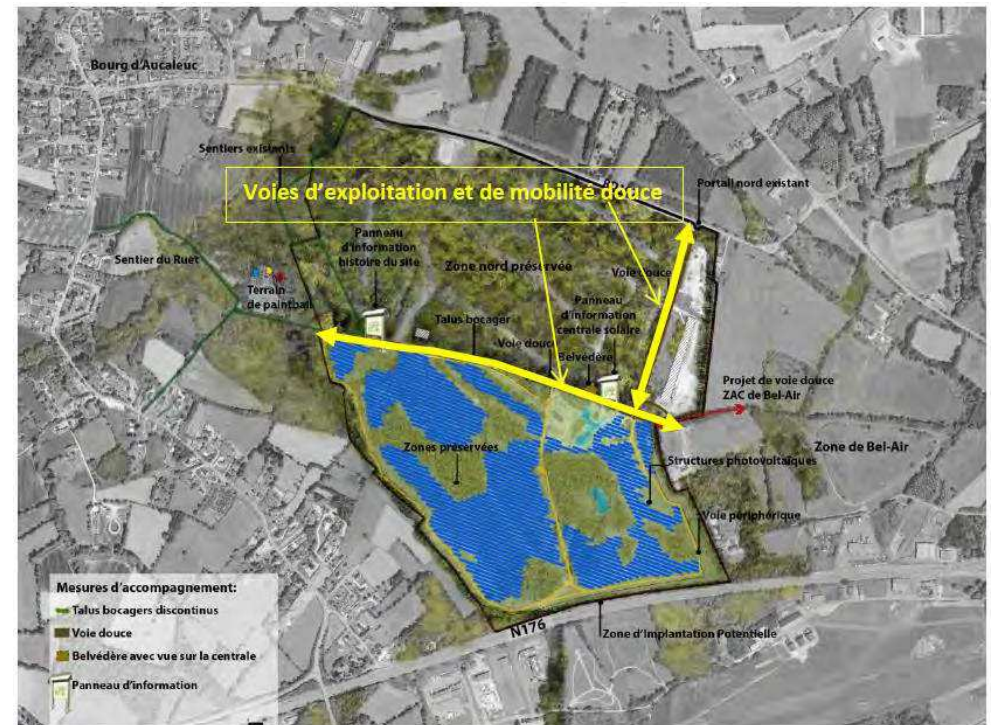 Bourg d'Aucaleuc
Sentiers existants
Voies d'exploitation et de mobilité douce
Portail nord existant
Panneau
d'information
histoire du site
Zone nord préservée
Voie douce
Sentier du Ruet
Terrain
de paintball
Panneau
d'information
centrale solaire
Talus bocager
Voie douce
Belvédère
Projet de voie douce
ZAC de Bel-Air
Zones préservées
Zone de Bel-Air
Structures photovoltaïques
Voie périphérique
Mesures d'accompagnement:
Talus bocagers discontinus
Voie douce
Belvédère avec vue sur la centrale
Panneau d'information
N176
Zone d'Implantation Potentielle